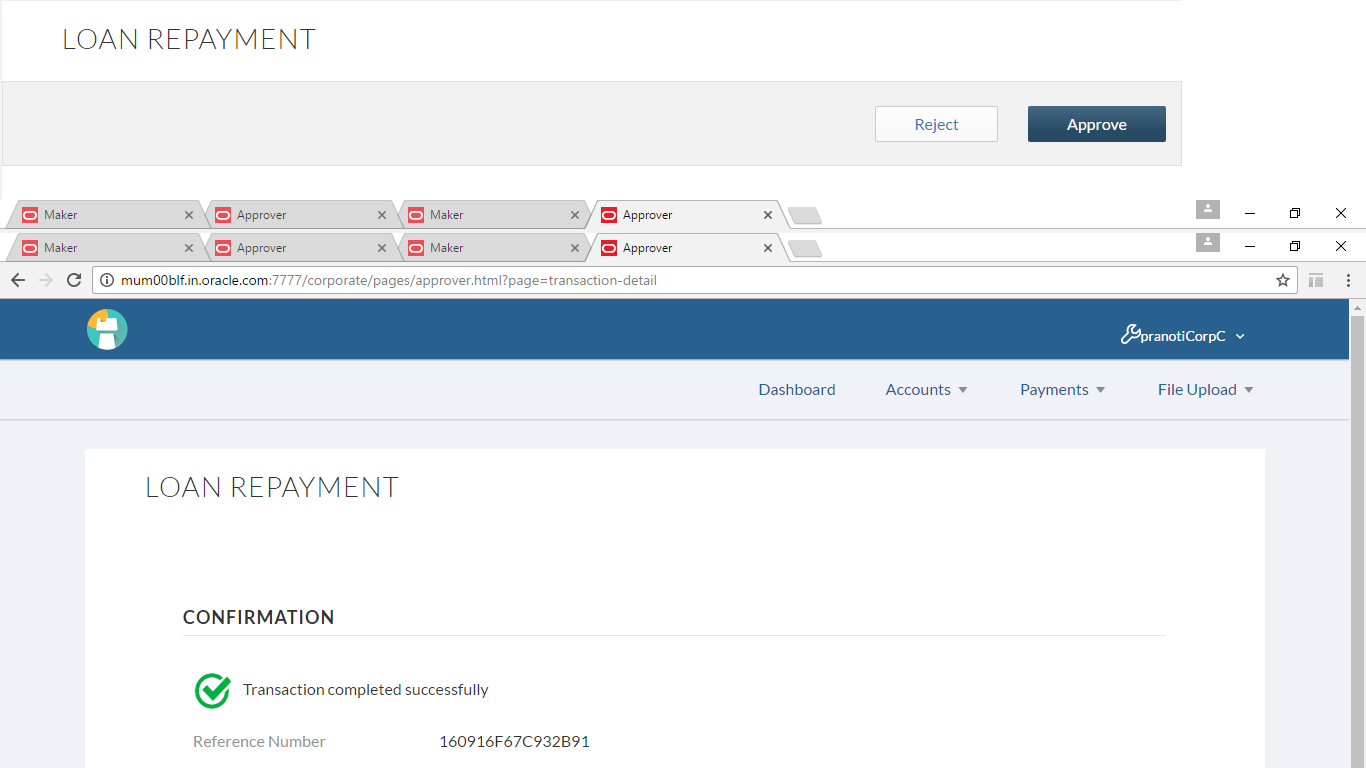 LOAN REPAYMENT
Reject Approve
Maker Approver Maker Approver
Maker Approver Maker Approver
mum00blf.in.oracle.com:7777/corporate/pages/approver.html?page=transaction-detail
pranotiCorpC
Dashboard Accounts Payments File Upload
LOAN REPAYMENT
CONFIRMATION
Transaction completed successfully
Reference Number 160916F67C932B91